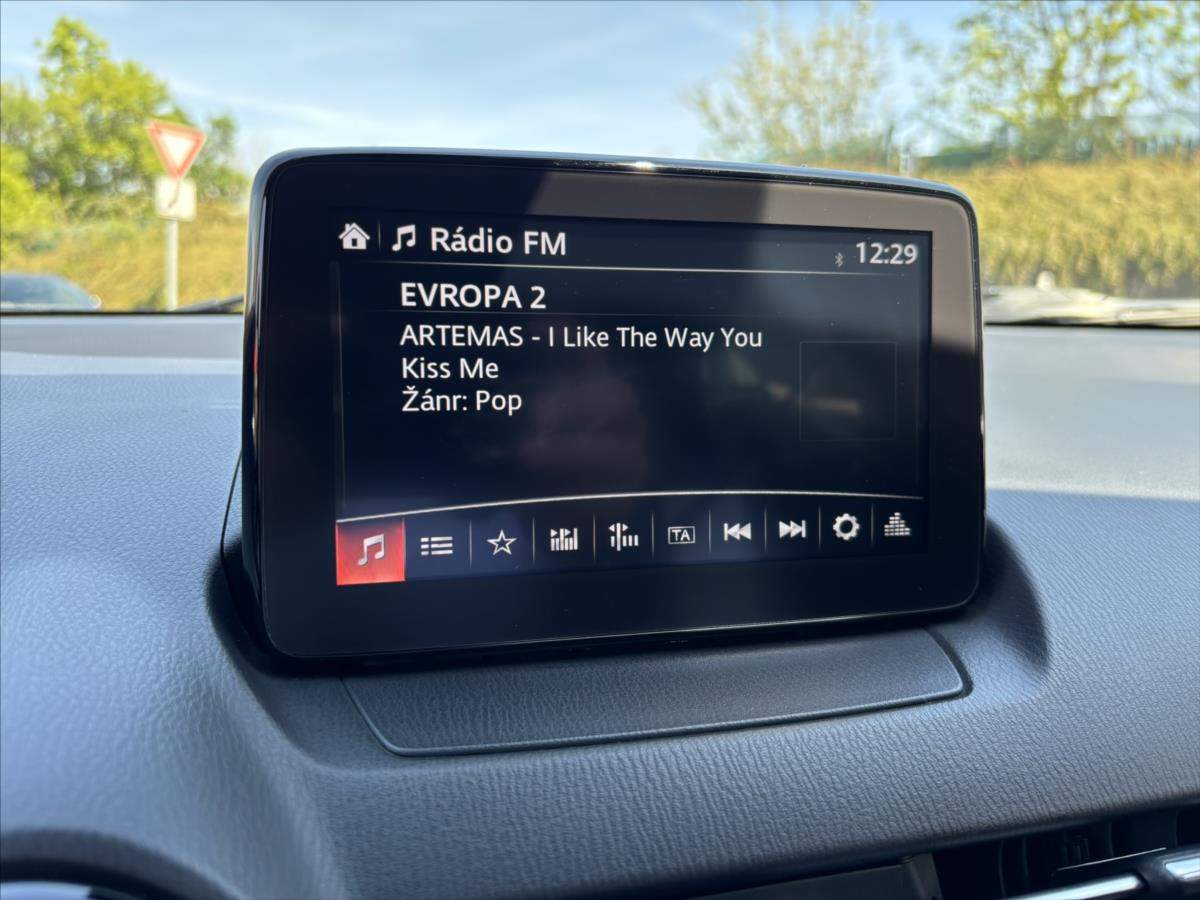 Rádio FM
12:29
EVROPA 2
ARTEMAS - I Like The Way You
Kiss Me
Žánr: Pop
TA